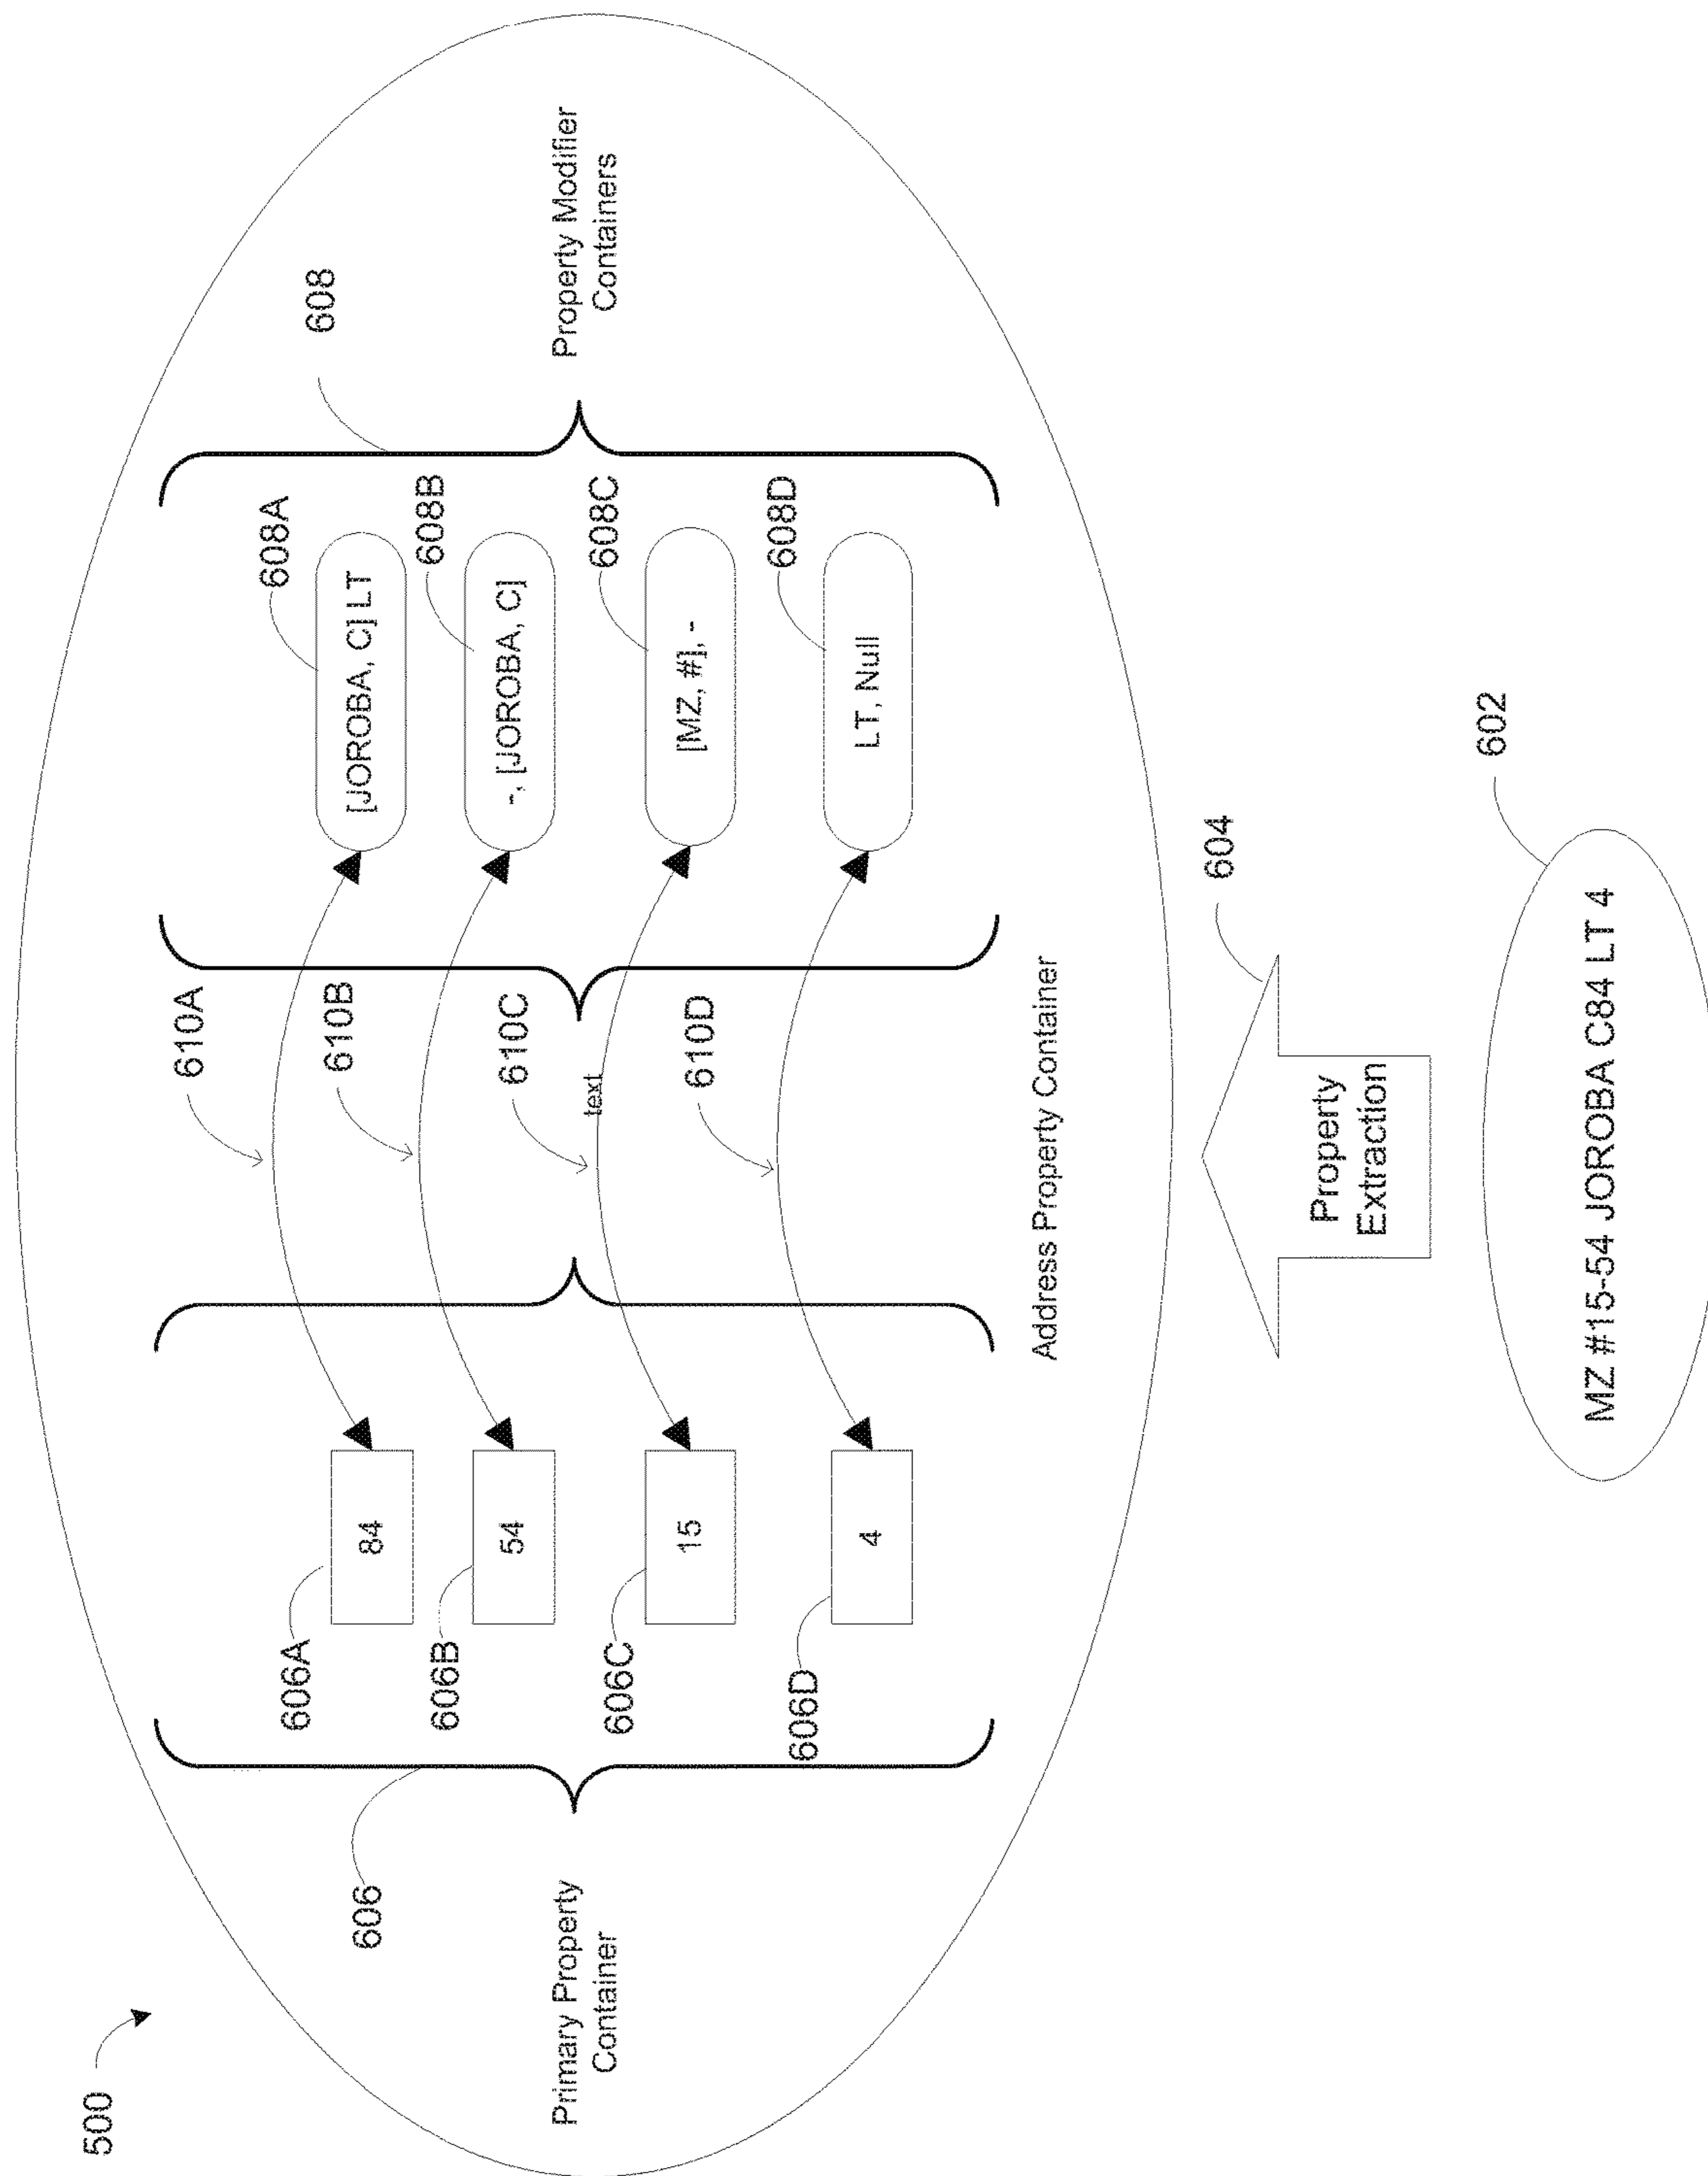 500
608
608A
[JOROBA, C] LT
610A
84
606A
608B
-, [JOROBA, C]
610B
54
606B
Property Modifier
Containers
608C
[MZ, #], -
610C
text
15
606C
606
Primary Property
Container
608D
LT, Null
610D
4
606D
Address Property Container
604
Property
Extraction
602
MZ #15-54 JOROBA C84 LT 4